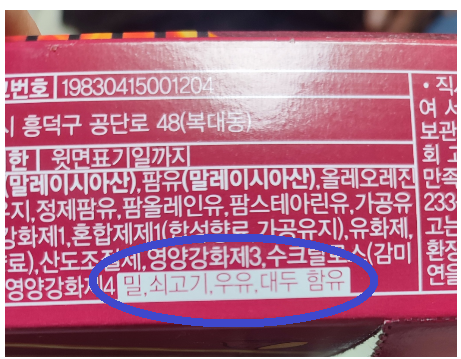 고번호 19830415001204
시 흥덕구 공단로 48(복대동)
한 윗면표기일까지
(말레이시아산),팜유(말레이시아산),올레오레진
지,정제팜유,팜올레인유,팜스테아린유,가공유
강화제1,혼합제제1(합성향료,가공유지),유화제,
료),산도조절제,영양강화제3,수크랄로스(감미
영양강화제4 밀,쇠고기,우유,대두 함유
• 직사
여 서
보관
회 고
만족
233-
고는
환장
연을